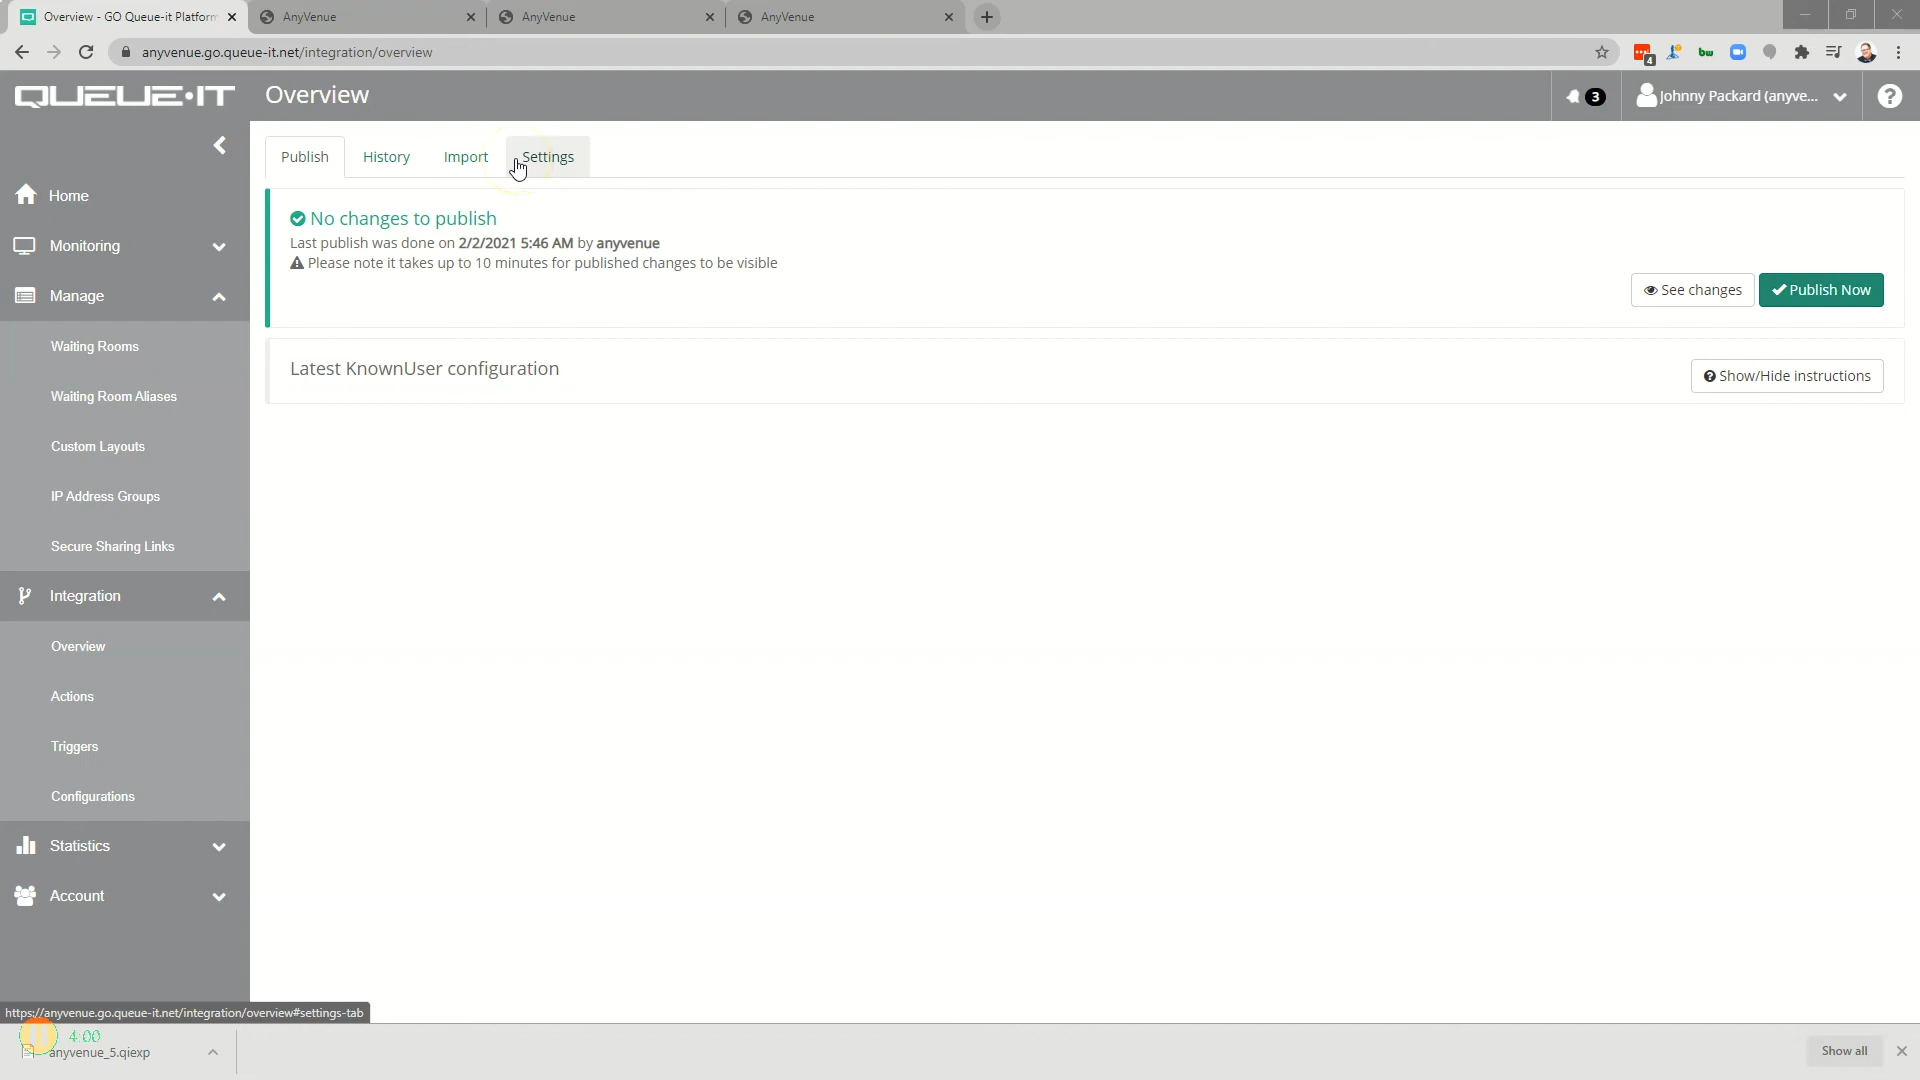 Overview - GO Queue-it Platform
AnyVenue
AnyVenue
AnyVenue
anyvenue.go.queue-it.net/integration/overview
4
bw
QUEUE-IT
Overview
3
Johnny Packard (anyve...
Publish
History
Import
Settings
Home
Monitoring
Manage
Waiting Rooms
Waiting Room Aliases
Custom Layouts
IP Address Groups
Secure Sharing Links
Integration
Overview
Actions
Triggers
Configurations
Statistics
Account
No changes to publish
Last publish was done on 2/2/2021 5:46 AM by anyvenue
Please note it takes up to 10 minutes for published changes to be visible
See changes
Publish Now
Latest KnownUser configuration
Show/Hide instructions
https://anyvenue.go.queue-it.net/integration/overview#settings-tab
4:00
anyvenue_5.qiexp
Show all